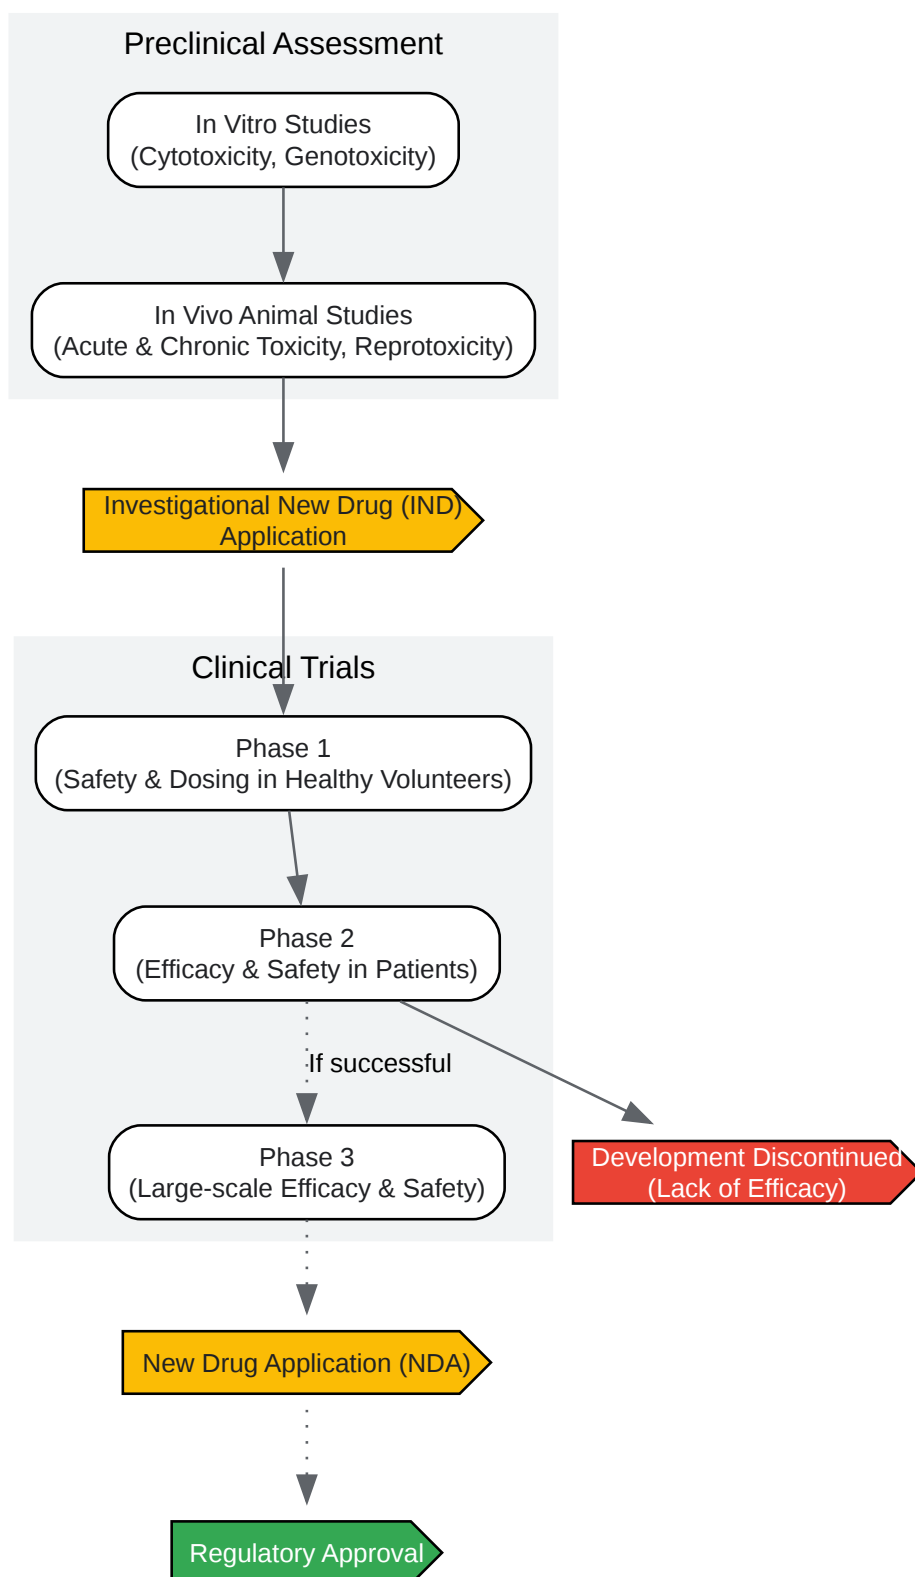 Preclinical Assessment
In Vitro Studies
(Cytotoxicity, Genotoxicity)
In Vivo Animal Studies
(Acute & Chronic Toxicity, Reprotoxicity)
Investigational New Drug (IND)
Application
Clinical Trials
Phase 1
(Safety & Dosing in Healthy Volunteers)
Phase 2
(Efficacy & Safety in Patients)
If successful
Phase 3
(Large-scale Efficacy & Safety)
Development Discontinued
(Lack of Efficacy)
New Drug Application (NDA)
Regulatory Approval